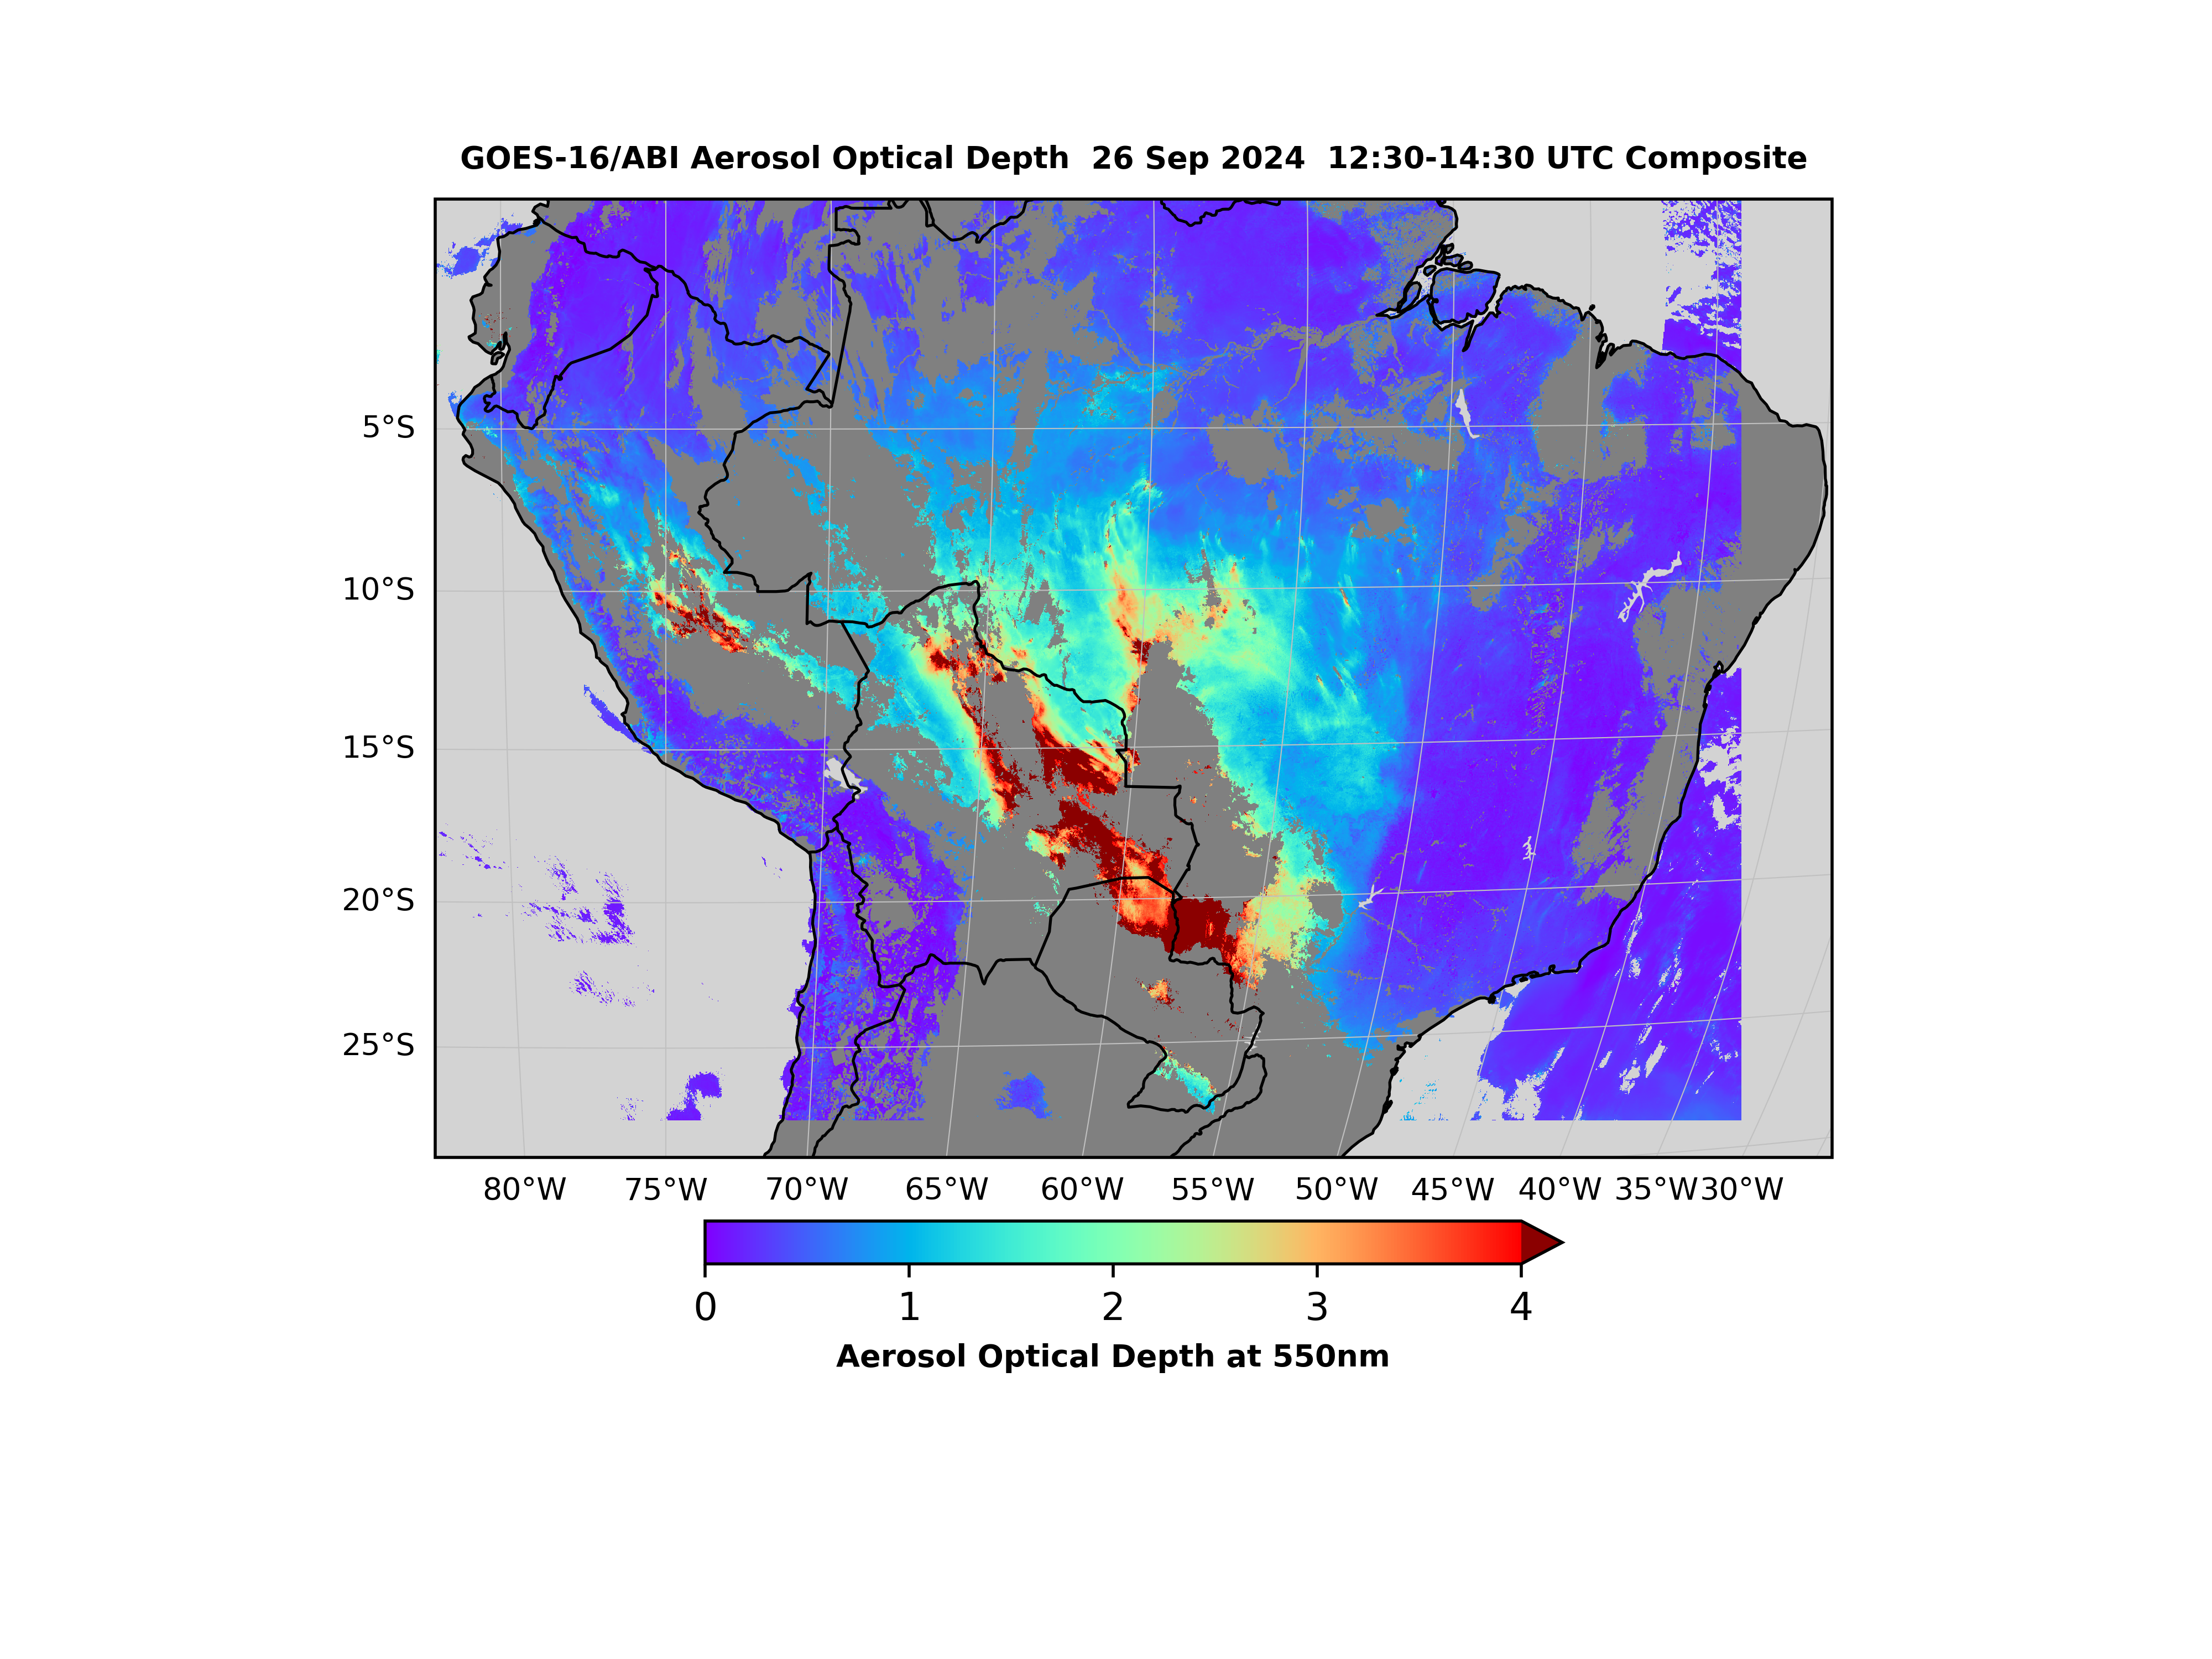 GOES-16/ABI Aerosol Optical Depth  26 Sep 2024  12:30-14:30 UTC Composite
5°S
10°S
15°S
20°S
25°S
80°W 75°W 70°W 65°W 60°W 55°W 50°W 45°W 40°W 35°W 30°W
0 1 2 3 4
Aerosol Optical Depth at 550nm